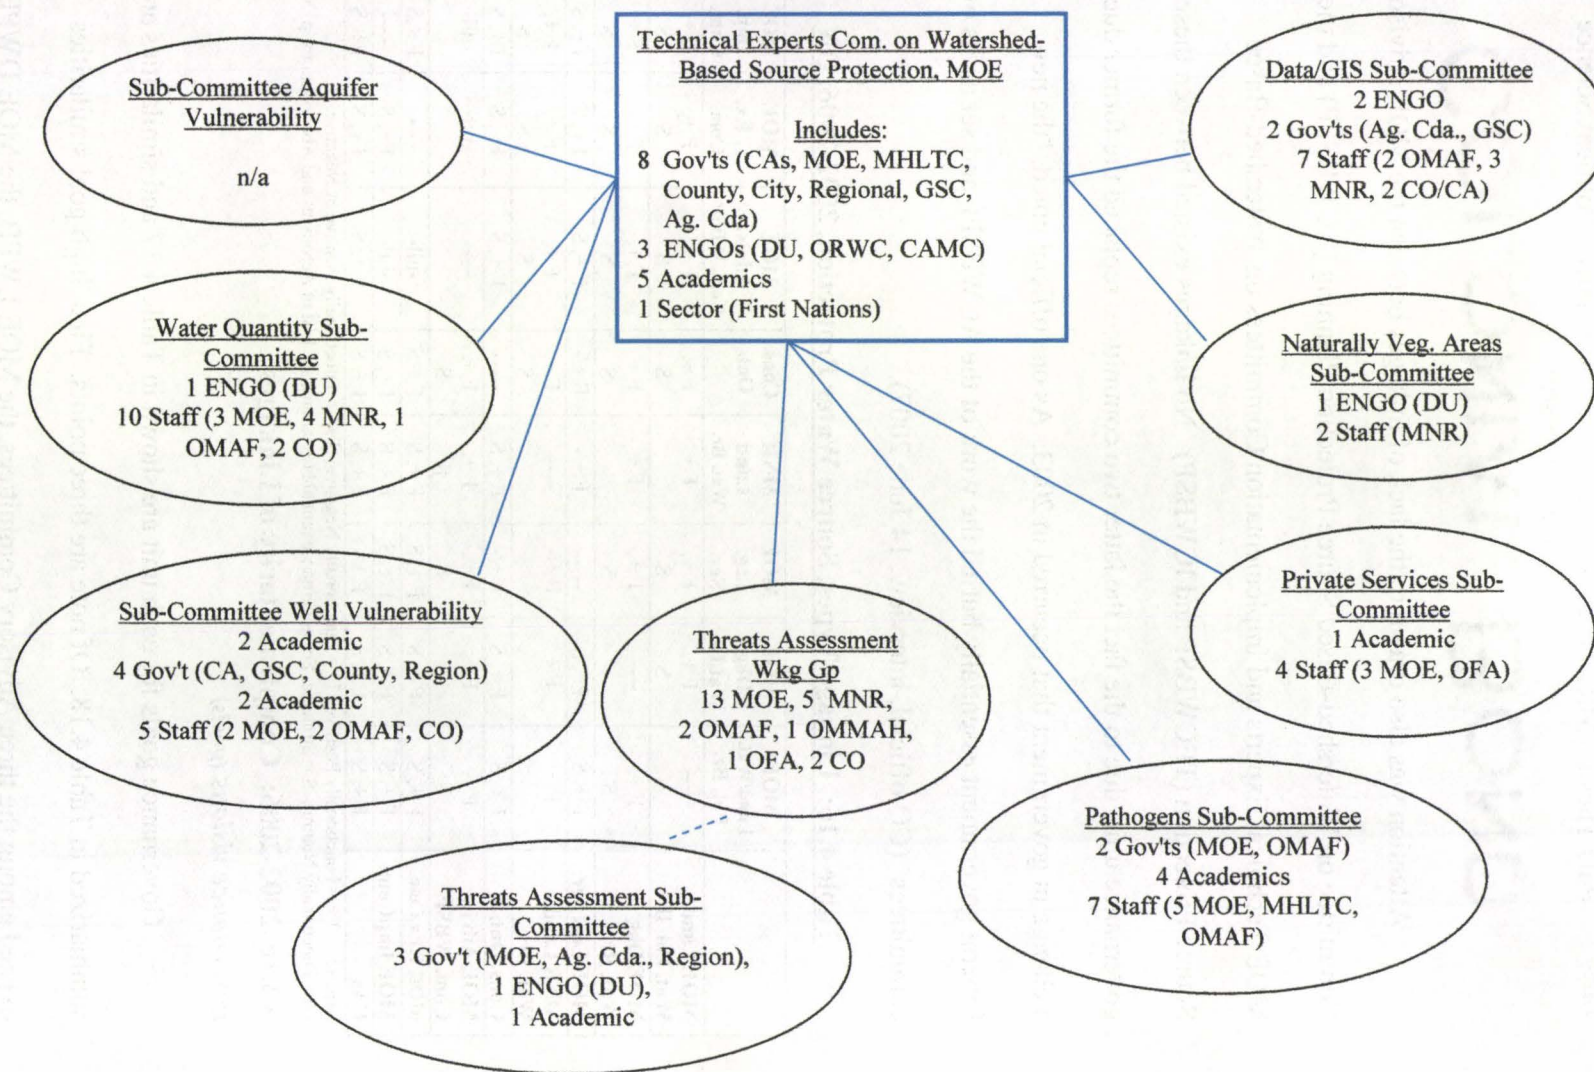 Technical Experts Com. on Watershed-
Based Source Protection, MOE
Includes:
8 Gov'ts (CAs, MOE, MHLTC,
County, City, Regional, GSC,
Ag. Cda)
3 ENGOs (DU, ORWC, CAMC)
5 Academics
1 Sector (First Nations)
Sub-Committee Aquifer
Vulnerability
n/a
Data/GIS Sub-Committee
2 ENGO
2 Gov'ts (Ag. Cda., GSC)
7 Staff (2 OMAF, 3
MNR, 2 CO/CA)
Water Quantity Sub-
Committee
1 ENGO (DU)
10 Staff (3 MOE, 4 MNR, 1
OMAF, 2 CO)
Naturally Veg. Areas
Sub-Committee
1 ENGO (DU)
2 Staff (MNR)
Sub-Committee Well Vulnerability
2 Academic
4 Gov't (CA, GSC, County, Region)
2 Academic
5 Staff (2 MOE, 2 OMAF, CO)
Threats Assessment
Wkg Gp
13 MOE, 5 MNR,
2 OMAF, 1 OMMAH,
1 OFA, 2 CO
Private Services Sub-
Committee
1 Academic
4 Staff (3 MOE, OFA)
Pathogens Sub-Committee
2 Gov'ts (MOE, OMAF)
4 Academics
7 Staff (5 MOE, MHLTC,
OMAF)
Threats Assessment Sub-
Committee
3 Gov't (MOE, Ag. Cda., Region),
1 ENGO (DU),
1 Academic